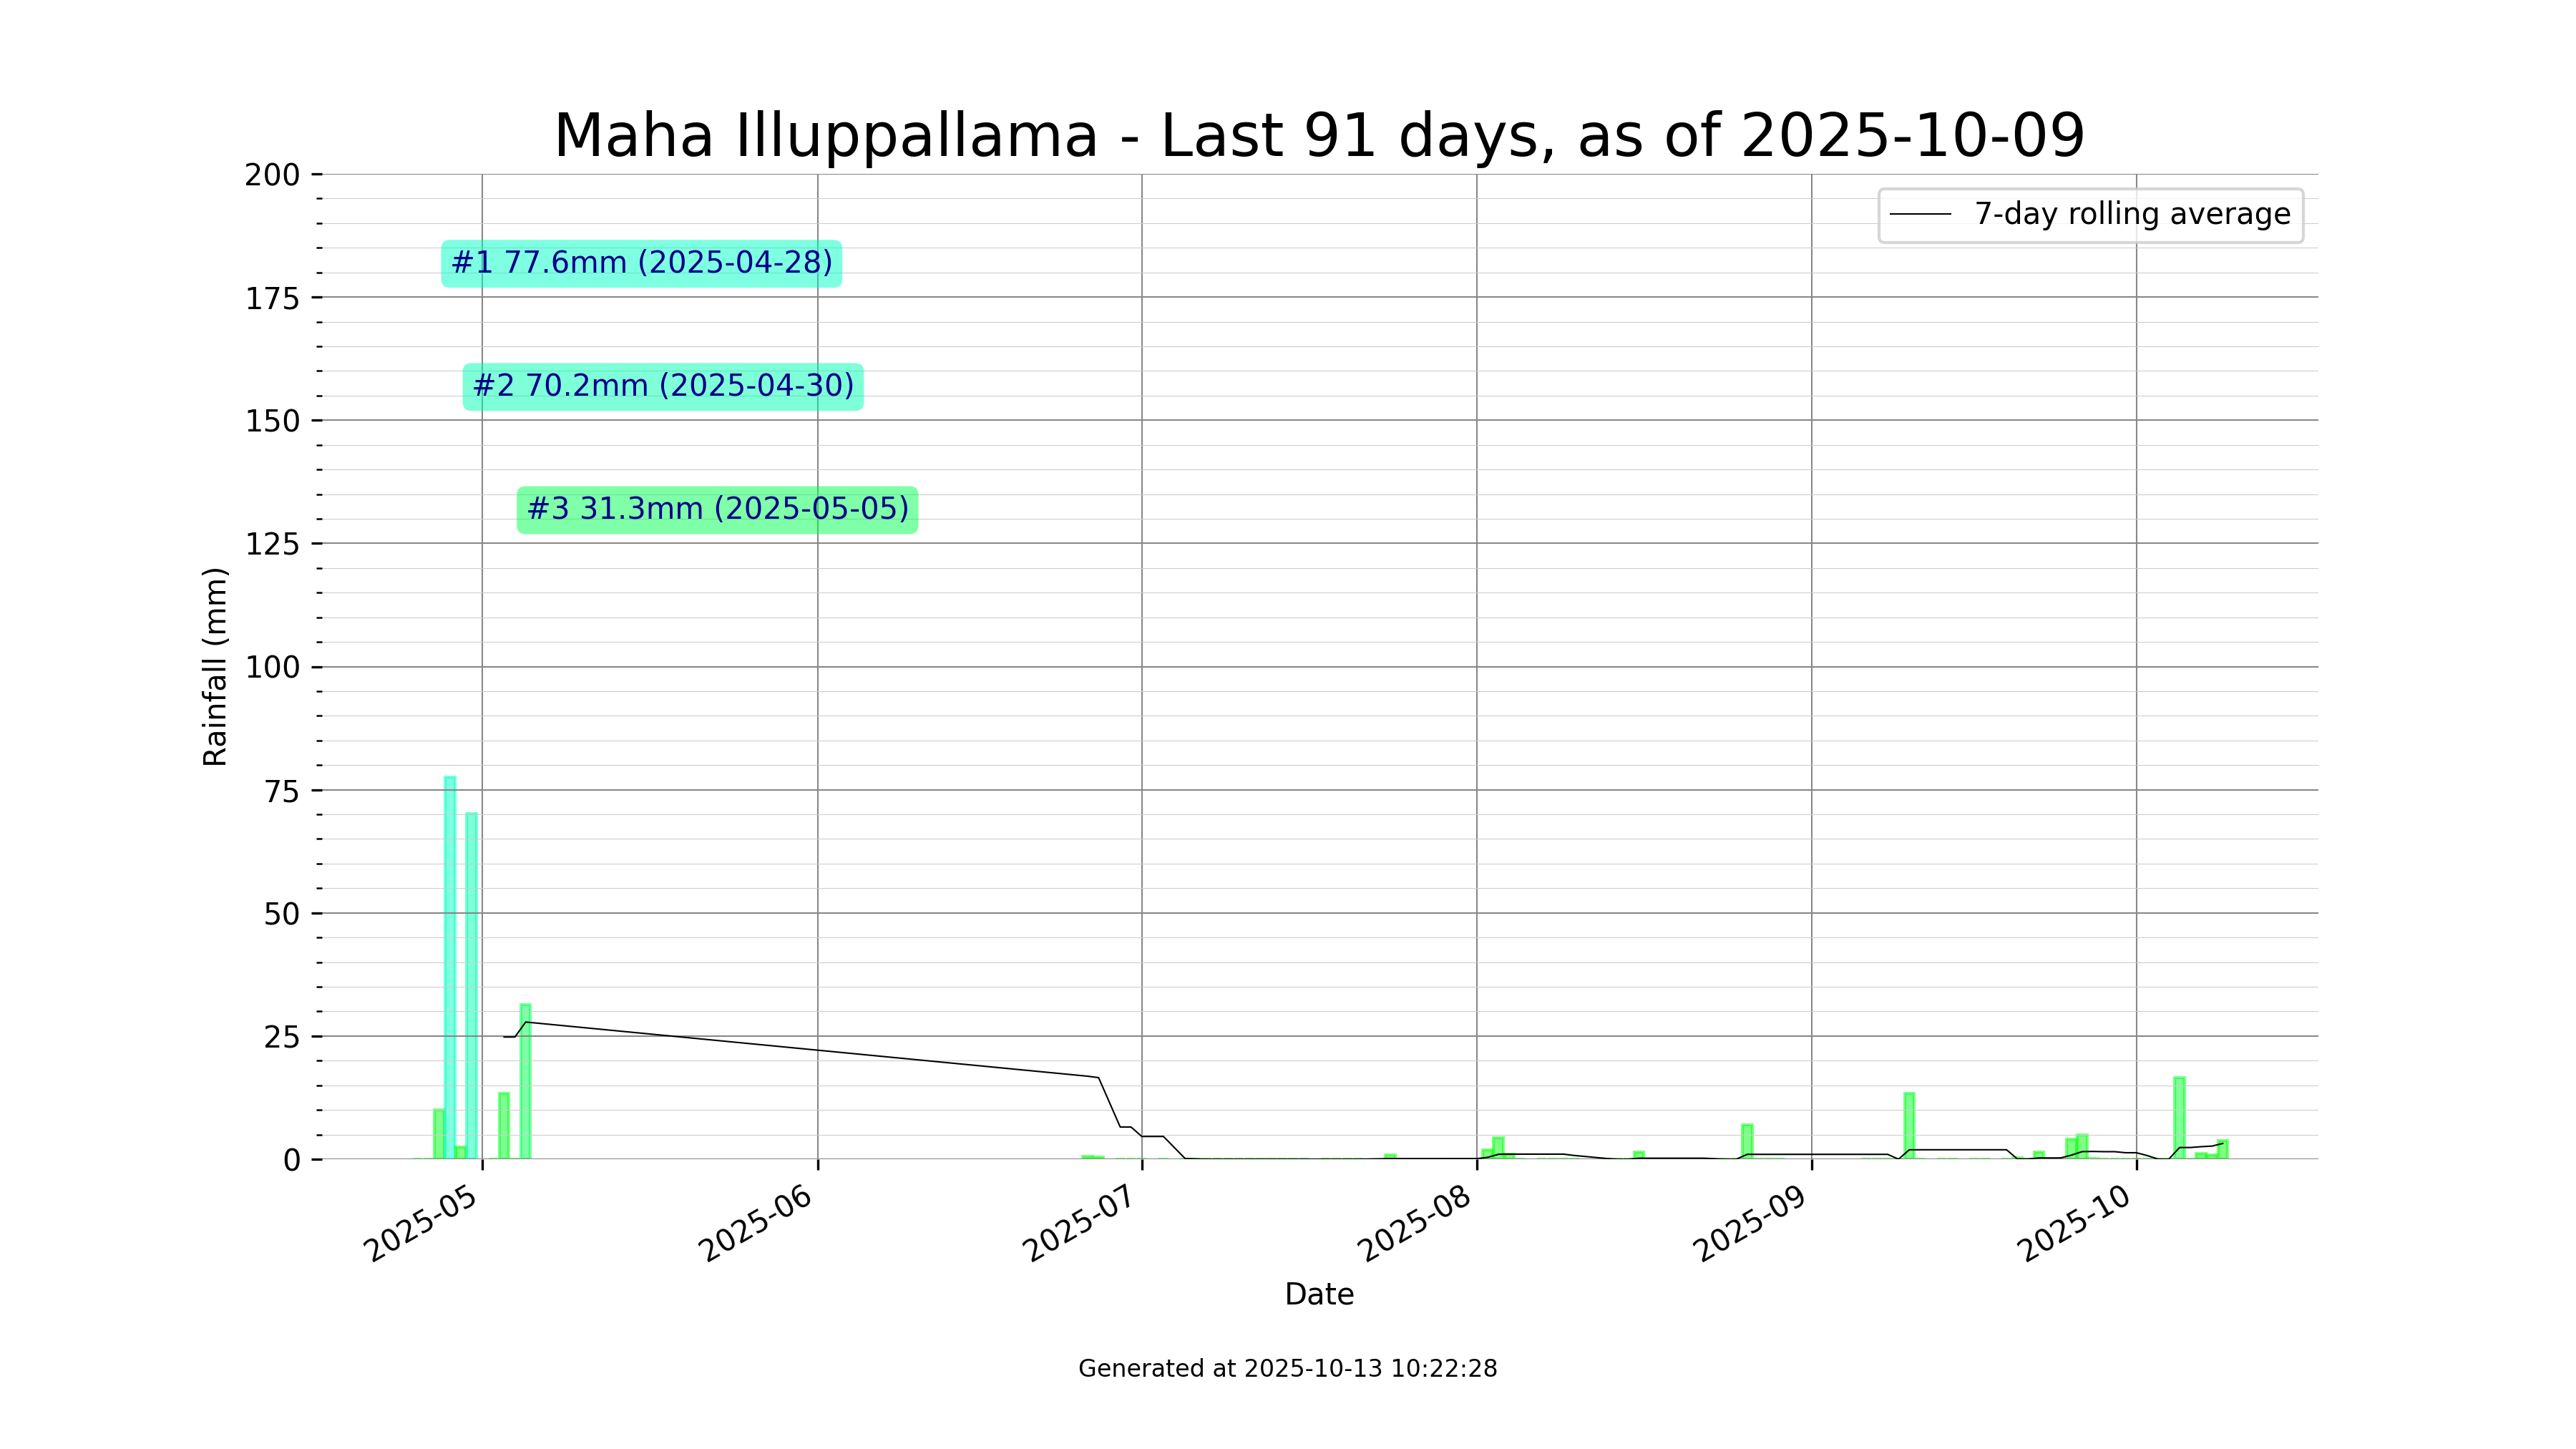 Maha Illuppallama - Last 91 days, as of 2025-10-09
7-day rolling average
#1 77.6mm (2025-04-28)
#2 70.2mm (2025-04-30)
#3 31.3mm (2025-05-05)
Rainfall (mm)
200
175
150
125
100
75
50
25
0
2025-05
2025-06
2025-07
2025-08
2025-09
2025-10
Date
Generated at 2025-10-13 10:22:28